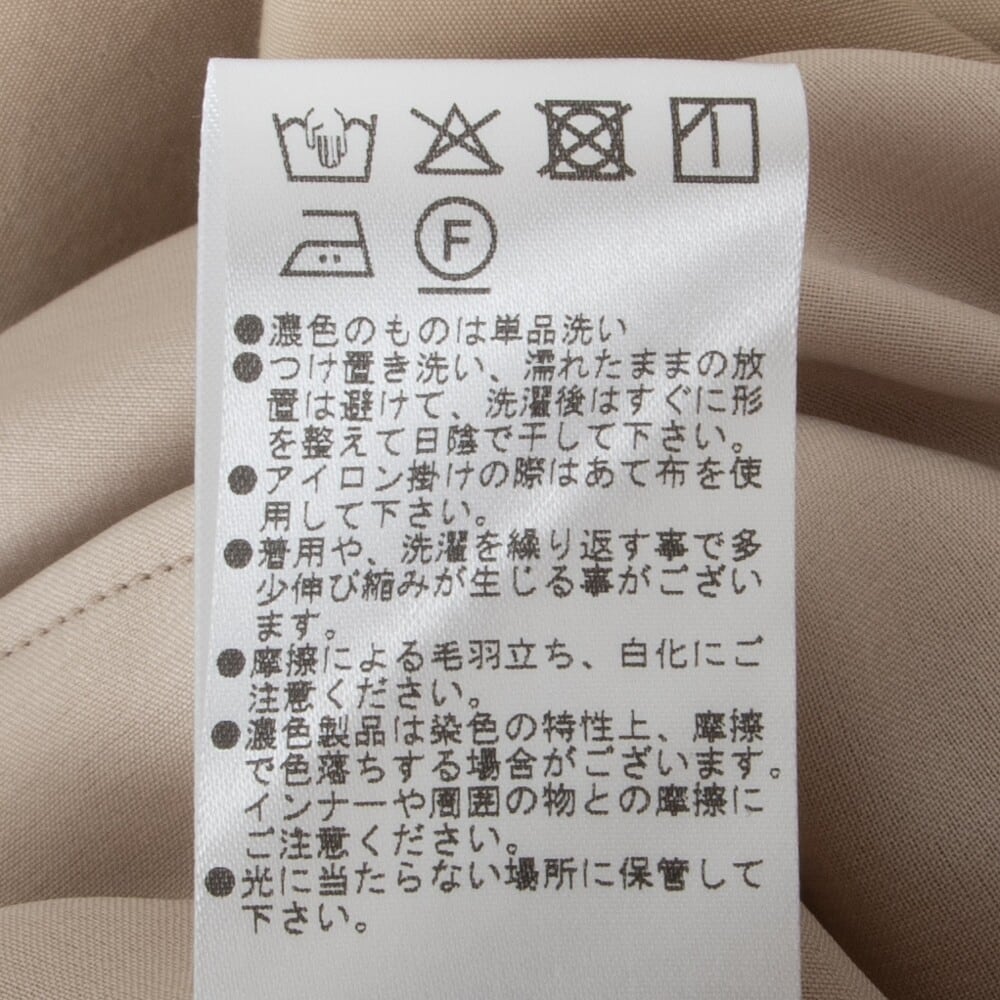 F
●濃色のものは単品洗い
●つけ置き洗い、濡れたままの放
置は避けて、洗濯後はすぐに形
を整えて日陰で干して下さい。
●アイロン掛けの際はあて布を使
用して下さい。
●着用や、洗濯を繰り返す事で多
少伸び縮みが生じる事がござい
ます。
●摩擦による毛羽立ち、白化にご
注意ください。
●濃色製品は染色の特性上、摩擦
で色落ちする場合がございます。
インナーや周囲の物との摩擦に
ご注意ください。
●光に当たらない場所に保管して
下さい。